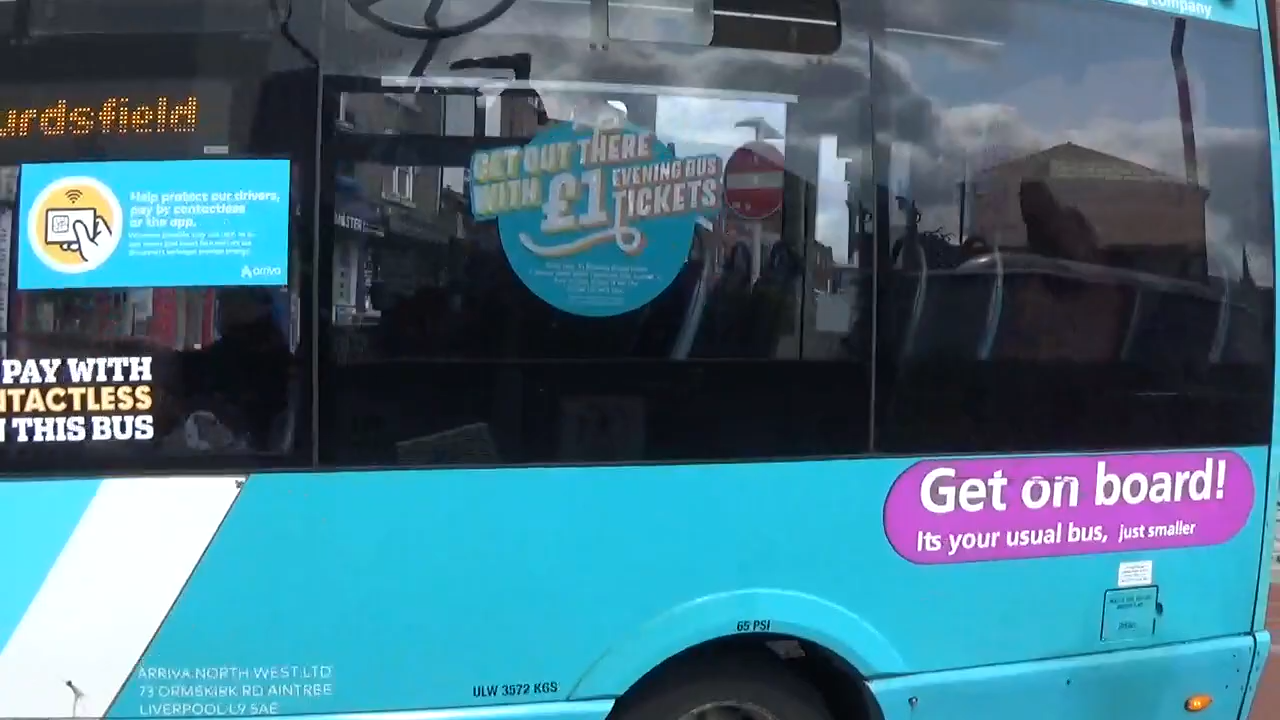 company
urdsfield
Help protect our drivers,
pay by contactless
or the app.
arriva
GET OUT THERE
WITH £1 EVENING BUS
TICKETS
PAY WITH
NTACTLESS
N THIS BUS
Get on board!
Its your usual bus, just smaller
65 PSI
ULW 3572 KGS
ARRIVA NORTH WEST LTD
73 ORMSKIRK RD AINTREE
LIVERPOOL L9 5AE